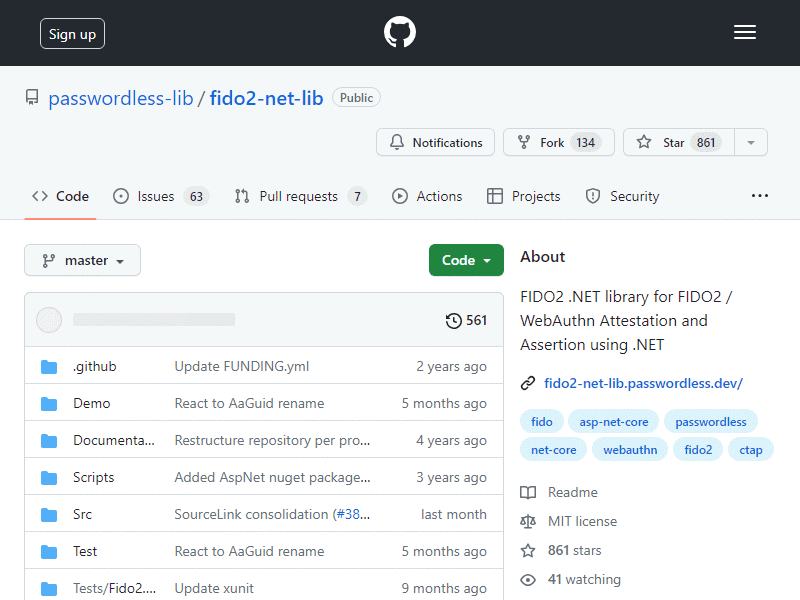 Sign up
passwordless-lib / fido2-net-lib Public
Notifications Fork 134 Star 861
Code Issues 63 Pull requests 7 Actions Projects Security
master Code
561
.github Update FUNDING.yml 2 years ago
Demo React to AaGuid rename 5 months ago
Documenta... Restructure repository per pro... 4 years ago
Scripts Added AspNet nuget package... 3 years ago
Src SourceLink consolidation (#38... last month
Test React to AaGuid rename 5 months ago
Tests/Fido2.... Update xunit 9 months ago
About
FIDO2 .NET library for FIDO2 /
WebAuthn Attestation and
Assertion using .NET
fido2-net-lib.passwordless.dev/
fido asp-net-core passwordless
net-core webauthn fido2 ctap
Readme
MIT license
861 stars
41 watching